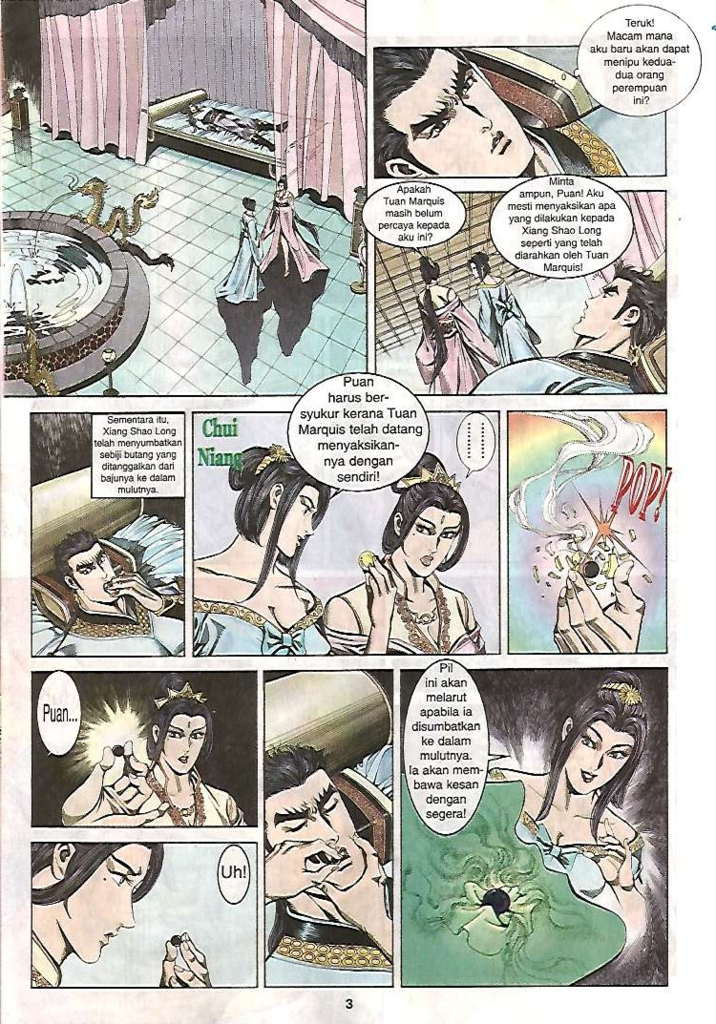 Teruk!
Macam mana
aku baru akan dapat
menipu kedua-
dua orang
perempuan
ini?
Apakah
Tuan Marquis
masih belum
percaya kepada
aku ini?
Minta
ampun, Puan! Aku
mesti menyaksikan apa
yang dilakukan kepada
Xiang Shao Long
seperti yang telah
diarahkan oleh Tuan
Marquis!
Sementara itu,
Xiang Shao Long
telah menyumbatkan
sebiji butang yang
ditanggalkan dari
bajunya ke dalam
mulutnya.
Chui
Niang
Puan
harus ber-
syukur kerana Tuan
Marquis telah datang
menyaksikan-
nya dengan
sendiri!
POP!
Puan...
Uh!
Pil
ini akan
melarut
apabila ia
disumbatkan
ke dalam
mulutnya.
Ia akan mem-
bawa kesan
dengan
segera!
3